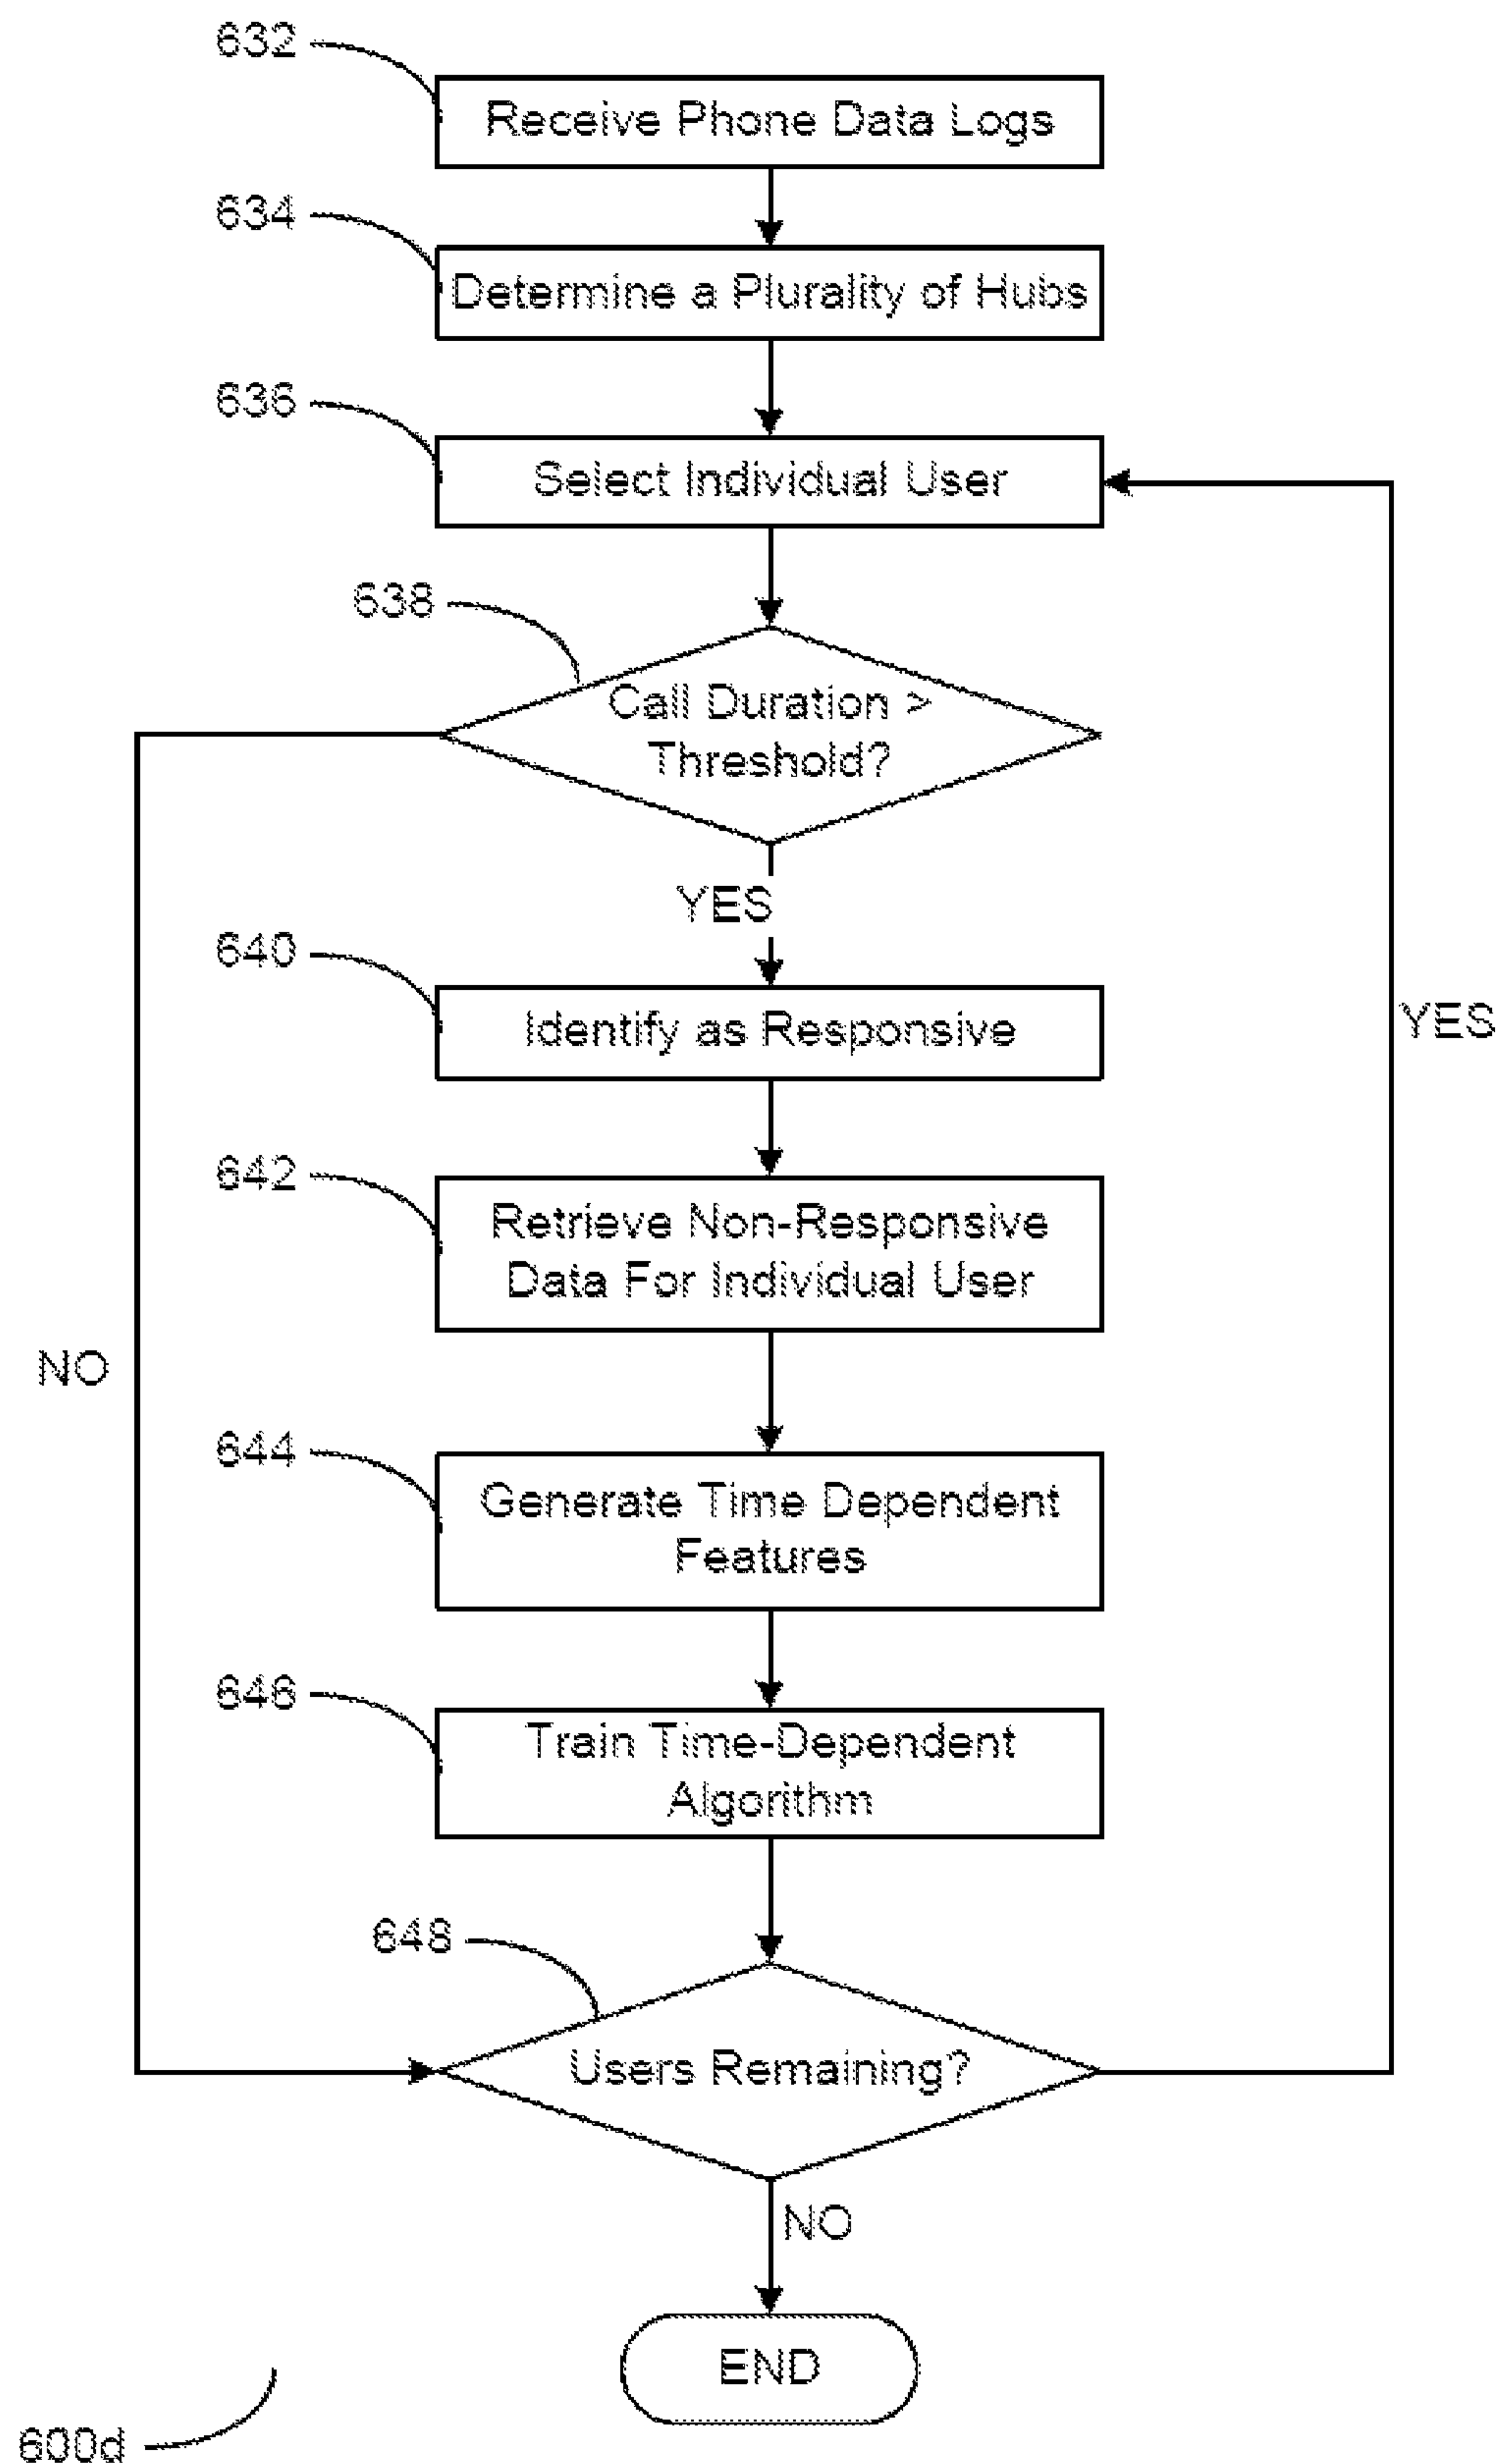 632
Receive Phone Data Logs
634
Determine a Plurality of Hubs
636
Select Individual User
638
Call Duration >
Threshold?
YES
640
Identify as Responsive
YES
642
Retrieve Non-Responsive
Data For Individual User
NO
644
Generate Time Dependent
Features
646
Train Time-Dependent
Algorithm
648
Users Remaining?
NO
END
600d